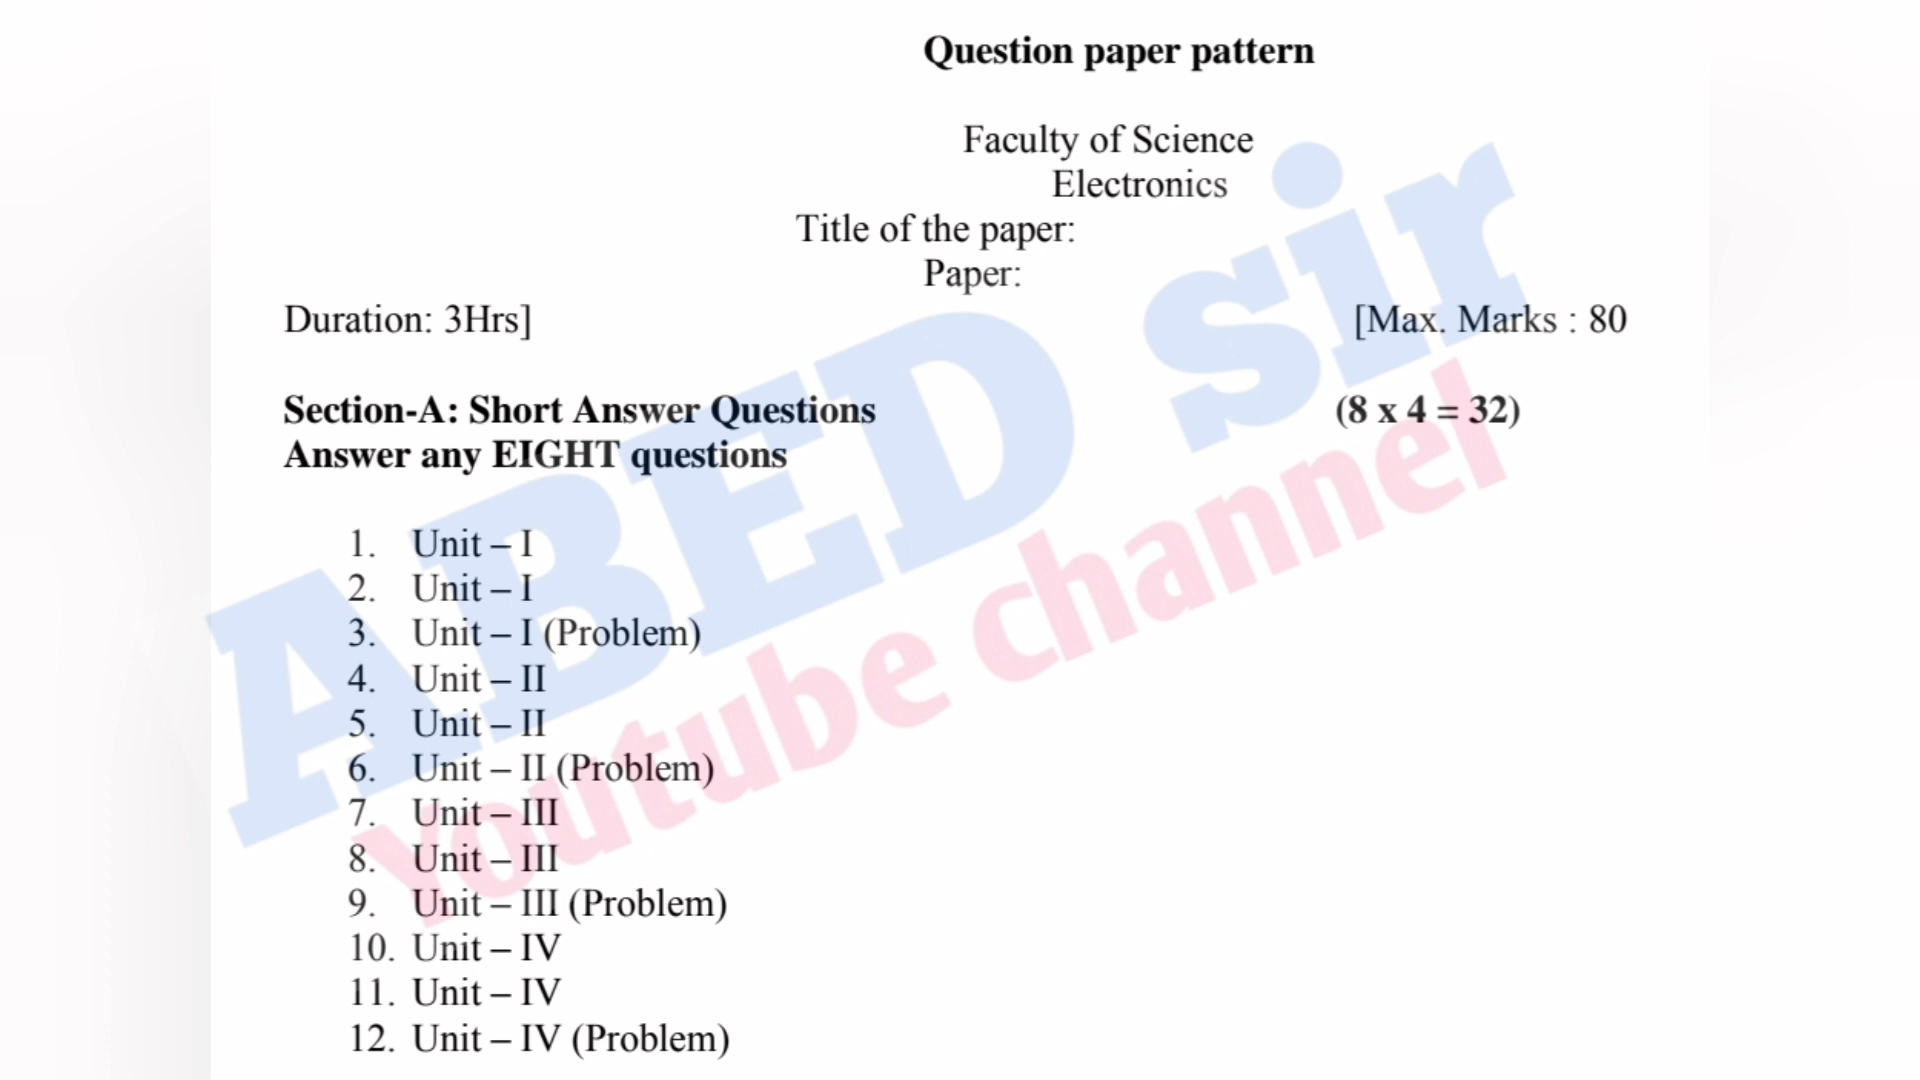 Question paper pattern
Faculty of Science
Electronics
Title of the paper:
Paper:
Duration: 3Hrs] [Max. Marks : 80
Section-A: Short Answer Questions (8 x 4 = 32)
Answer any EIGHT questions
1. Unit – I
2. Unit – I
3. Unit – I (Problem)
4. Unit – II
5. Unit – II
6. Unit – II (Problem)
7. Unit – III
8. Unit – III
9. Unit – III (Problem)
10. Unit – IV
11. Unit – IV
12. Unit – IV (Problem)
ABED sir
Youtube channel